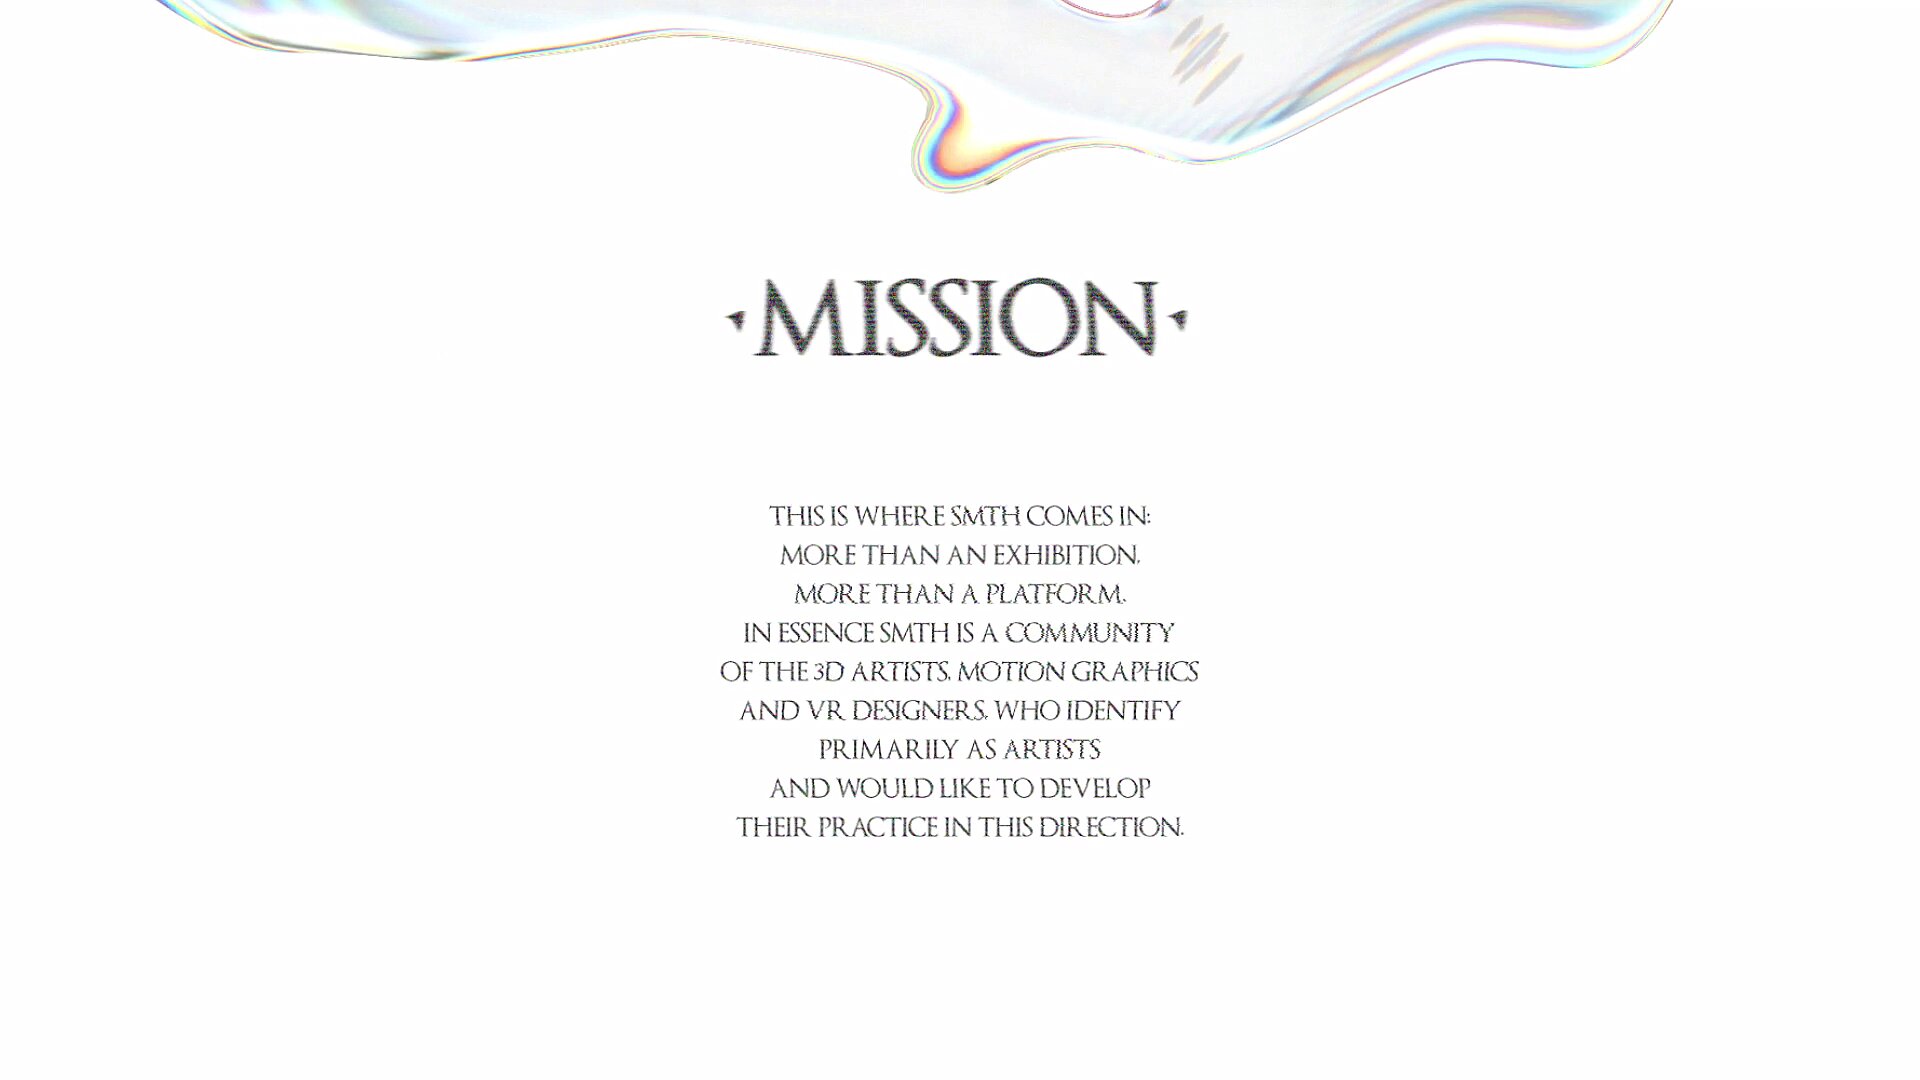 MISSION
THIS IS WHERE SMTH COMES IN:
MORE THAN AN EXHIBITION,
MORE THAN A PLATFORM.
IN ESSENCE SMTH IS A COMMUNITY
OF THE 3D ARTISTS, MOTION GRAPHICS
AND VR DESIGNERS, WHO IDENTIFY
PRIMARILY AS ARTISTS
AND WOULD LIKE TO DEVELOP
THEIR PRACTICE IN THIS DIRECTION.